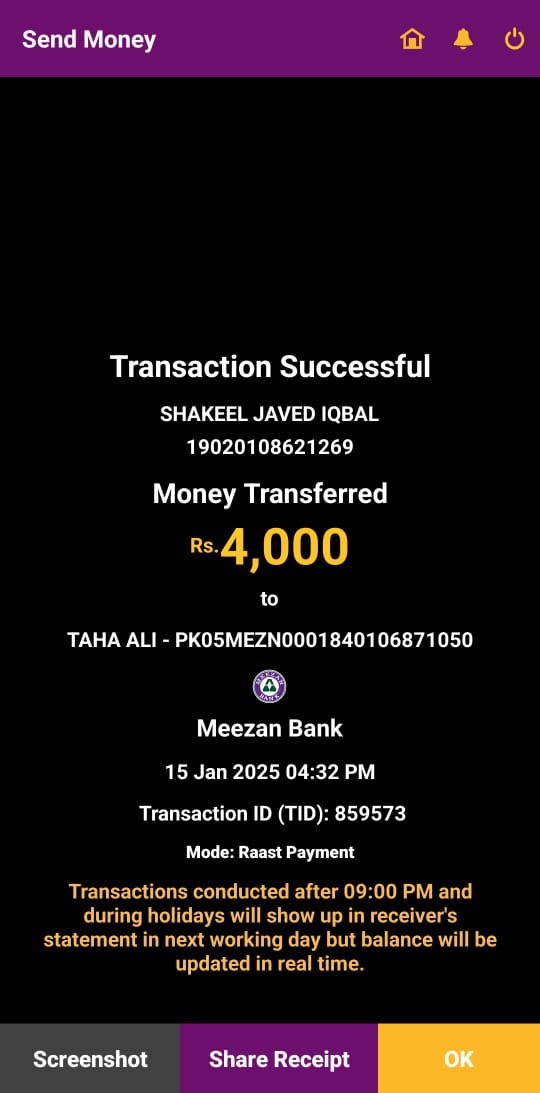 Send Money
Transaction Successful
SHAKEEL JAVED IQBAL
19020108621269
Money Transferred
Rs.4,000
to
TAHA ALI - PK05MEZN0001840106871050
MEEZAN BANK
Meezan Bank
15 Jan 2025 04:32 PM
Transaction ID (TID): 859573
Mode: Raast Payment
Transactions conducted after 09:00 PM and
during holidays will show up in receiver's
statement in next working day but balance will be
updated in real time.
Screenshot Share Receipt OK